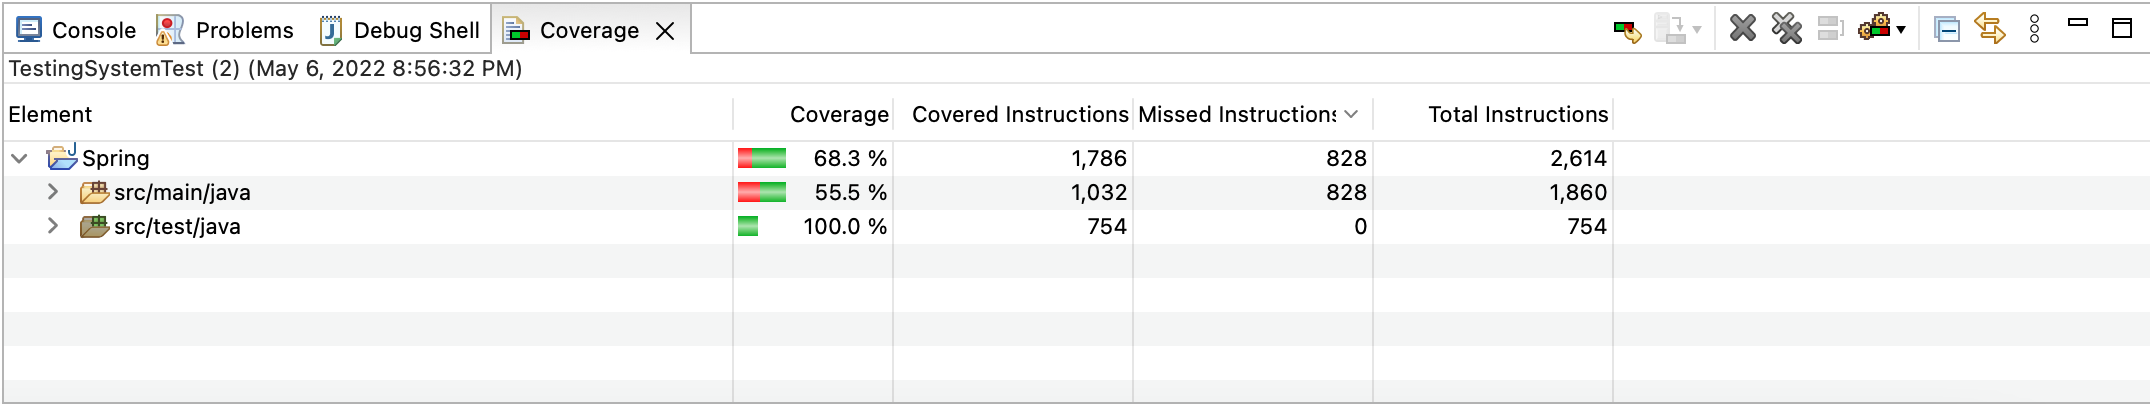 Console Problems Debug Shell Coverage
TestingSystemTest (2) (May 6, 2022 8:56:32 PM)
Element Coverage Covered Instructions Missed Instructions Total Instructions
Spring 68.3 % 1,786 828 2,614
src/main/java 55.5 % 1,032 828 1,860
src/test/java 100.0 % 754 0 754